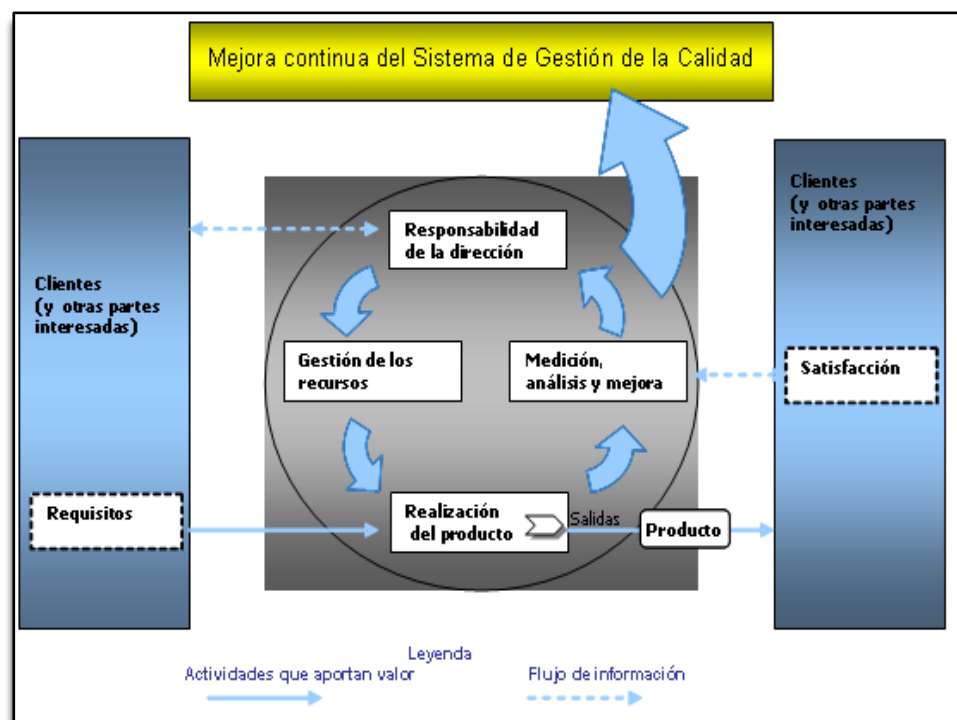 Mejora continua del Sistema de Gestión de la Calidad
Clientes
(y otras partes
interesadas)
Requisitos
Responsabilidad
de la dirección
Gestión de los
recursos
Medición,
análisis y mejora
Realización
del producto
Salidas
Producto
Clientes
(y otras partes
interesadas)
Satisfacción
Leyenda
Actividades que aportan valor
Flujo de información